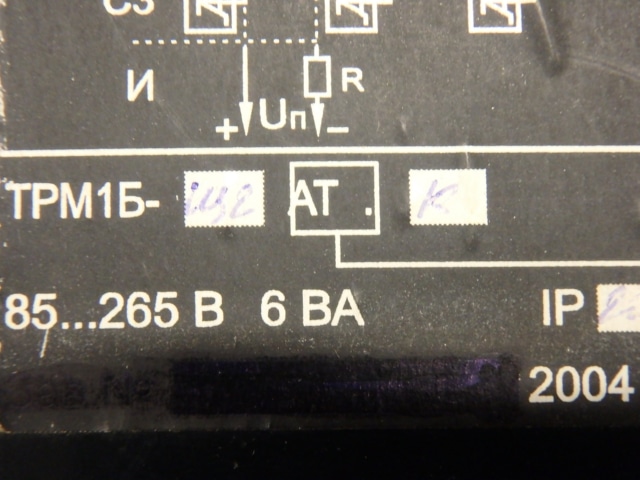 С3
И
R
+ Uп –
ТРМ1Б- Щ2 АТ . К
85...265 В 6 ВА IP
2004